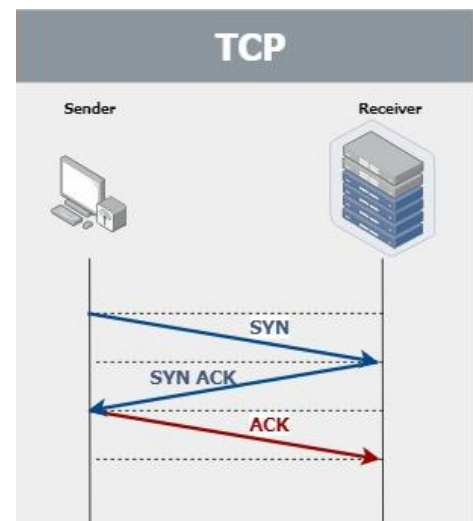 TCP
Sender
Receiver
SYN
SYN ACK
ACK